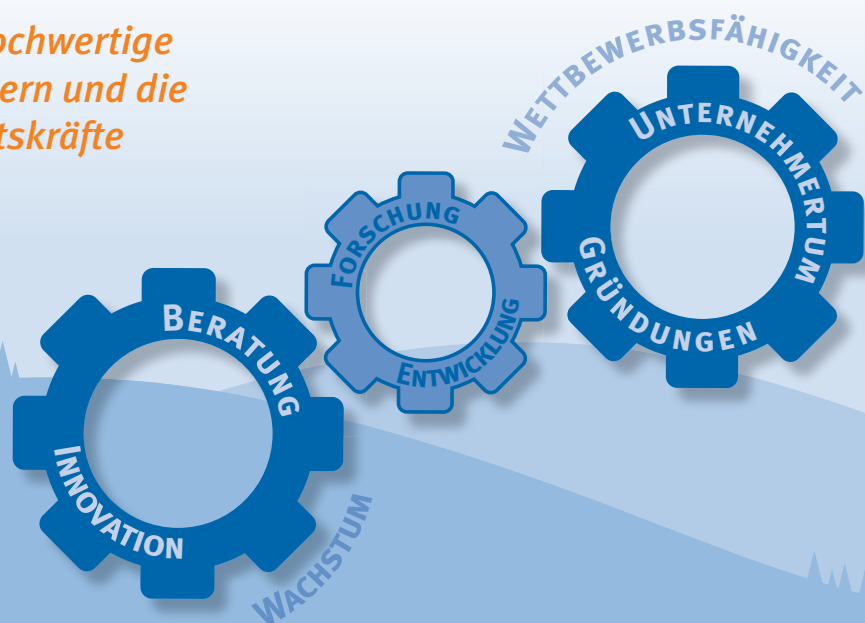 ochwertige
ern und die
tskräfte
WETTBEWERBSFÄHIGKEIT
UNTERNEHMERTUM
GRÜNDUNGEN
FORSCHUNG
ENTWICKLUNG
BERATUNG
INNOVATION
WACHSTUM